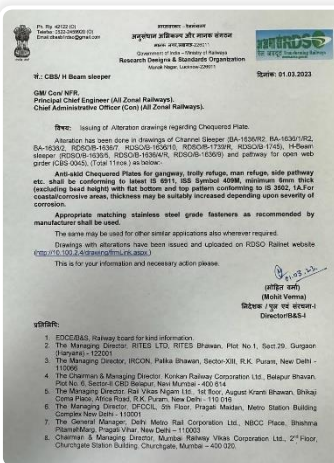 Ph. Rly. 42122 (O)
Telefax: 0522-2465920 (O)
भारतसरकार - रेलमंत्रालय
अनुसंधान अभिकल्प और मानक संगठन
मानक नगर, लखनऊ-226011
Government of India – Ministry of Railways
Research Designs & Standards Organization
Manak Nagar, Lucknow-226011
RDSO
Transforming Railways
सं.: CBS/ H Beam sleeper
दिनांक: 01.03.2023
GM/ Con/ NFR.
Principal Chief Engineer (All Zonal Railways).
Chief Administrative Officer (Con) (All Zonal Railways).
विषय: Issuing of Alteration drawings regarding Chequered Plate.
Alteration has been done in drawings of Channel Sleeper (BA-1636/R2, BA-1636/1/R2,
BA-1636/2, RDSO/B-1636/7, RDSO/B-1636/10, RDSO/B-1739/R, RDSO/B-1745), H-Beam
sleeper (RDSO/B-1636/5, RDSO/B-1636/4/R, RDSO/B-1636/9) and pathway for open web
girder (CBS-0045), (Total 11nos.) as below:-
Anti-skid Chequered Plates for gangway, trolly refuge, man refuge, side pathway
etc. shall be conforming to latest IS 6911, ISS Symbol 409M, minimum 6mm thick
(excluding bead height) with flat bottom and top pattern conforming to IS 3502, 1A.For
coastal/corrosive areas, thickness may be suitably increased depending upon severity of
corrosion.
Appropriate matching stainless steel grade fasteners as recommended by
manufacturer shall be used.
The same may be used for other similar applications also wherever required.
Drawings with alterations have been issued and uploaded on RDSO Railnet website
(http://10.100.2.4/drawing/frmLink.aspx)
This is for your information and necessary action please.
(मोहित वर्मा)
(Mohit Verma)
निदेशक / पुल एवं संरचना-I
Director/B&S-I
प्रतिलिपि:
1. EDCE/B&S, Railway board for kind information.
2. The Managing Director, RITES LTD, RITES Bhawan, Plot No.1, Sect.29, Gurgaon
(Haryana) - 122001
3. The Managing Director, IRCON, Palika Bhawan, Sector-XIII, R.K. Puram, New Delhi -
110066
4. The Chairman & Managing Director, Konkan Railway Corporation Ltd., Belapur Bhavan,
Plot No. 6, Sector-II CBD Belapur, Navi Mumbai - 400 614
5. The Managing Director, Rail Vikas Nigam Ltd., 1st floor, August Kranti Bhawan, Bhikaji
Cama Place, Africa Road, R.K. Puram, New Delhi - 110 016
6. The Managing Director, DFCCIL, 5th Floor, Pragati Maidan, Metro Station Building
Complex New Delhi - 110001
7. The General Manager, Delhi Metro Rail Corporation Ltd., NBCC Place, Bhishma
PitamahMarg, Pragati Vihar, New Delhi – 110003
8. Chairman & Managing Director, Mumbai Railway Vikas Corporation Ltd., 2nd Floor,
Churchgate Station Building, Churchgate, Mumbai – 400 020.